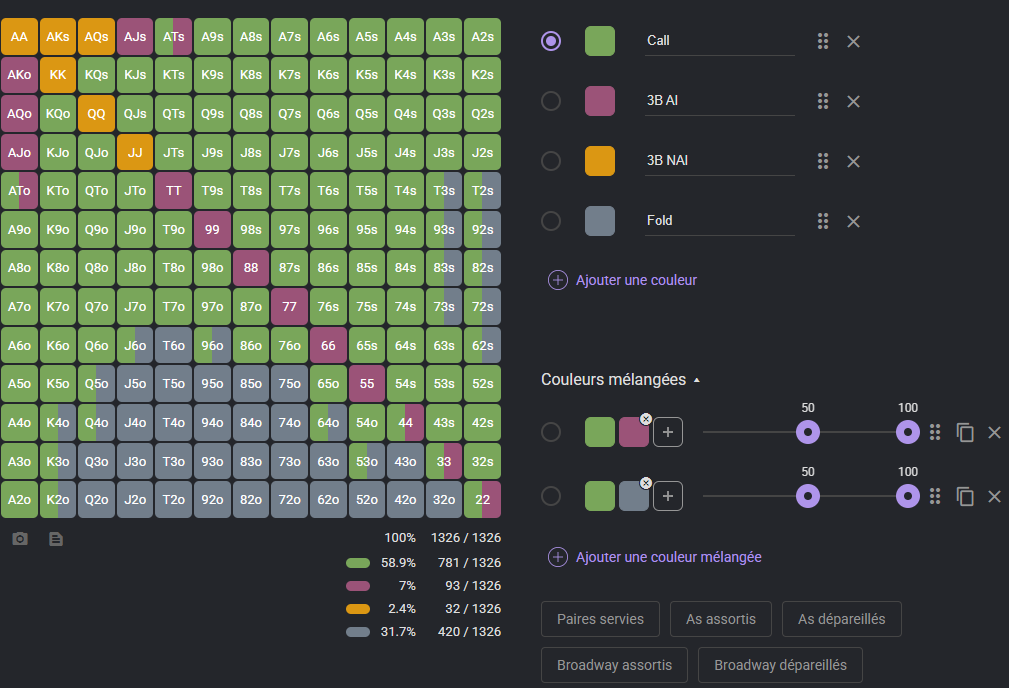 AA AKs AQs AJs ATs A9s A8s A7s A6s A5s A4s A3s A2s
AKo KK KQs KJs KTs K9s K8s K7s K6s K5s K4s K3s K2s
AQo KQo QQ QJs QTs Q9s Q8s Q7s Q6s Q5s Q4s Q3s Q2s
AJo KJo QJo JJ JTs J9s J8s J7s J6s J5s J4s J3s J2s
ATo KTo QTo JTo TT T9s T8s T7s T6s T5s T4s T3s T2s
A9o K9o Q9o J9o T9o 99 98s 97s 96s 95s 94s 93s 92s
A8o K8o Q8o J8o T8o 98o 88 87s 86s 85s 84s 83s 82s
A7o K7o Q7o J7o T7o 97o 87o 77 76s 75s 74s 73s 72s
A6o K6o Q6o J6o T6o 96o 86o 76o 66 65s 64s 63s 62s
A5o K5o Q5o J5o T5o 95o 85o 75o 65o 55 54s 53s 52s
A4o K4o Q4o J4o T4o 94o 84o 74o 64o 54o 44 43s 42s
A3o K3o Q3o J3o T3o 93o 83o 73o 63o 53o 43o 33 32s
A2o K2o Q2o J2o T2o 92o 82o 72o 62o 52o 42o 32o 22
100% 1326 / 1326
58.9% 781 / 1326
7% 93 / 1326
2.4% 32 / 1326
31.7% 420 / 1326
Call
3B AI
3B NAI
Fold
Ajouter une couleur
Couleurs mélangées
50 100
50 100
Ajouter une couleur mélangée
Paires servies As assortis As dépareillés
Broadway assortis Broadway dépareillés